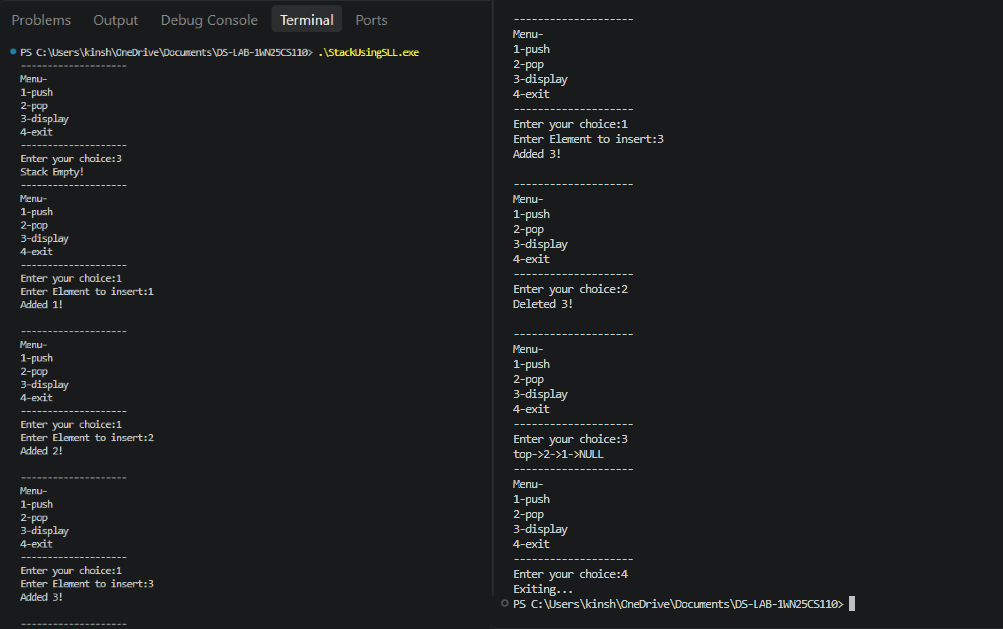 Problems Output Debug Console Terminal Ports
PS C:\Users\kinsh\OneDrive\Documents\DS-LAB-1WN25CS110> .\StackUsingSLL.exe
--------------------
Menu-
1-push
2-pop
3-display
4-exit
--------------------
Enter your choice:3
Stack Empty!
--------------------
Menu-
1-push
2-pop
3-display
4-exit
--------------------
Enter your choice:1
Enter Element to insert:1
Added 1!
--------------------
Menu-
1-push
2-pop
3-display
4-exit
--------------------
Enter your choice:1
Enter Element to insert:2
Added 2!
--------------------
Menu-
1-push
2-pop
3-display
4-exit
--------------------
Enter your choice:1
Enter Element to insert:3
Added 3!
--------------------
--------------------
Menu-
1-push
2-pop
3-display
4-exit
--------------------
Enter your choice:1
Enter Element to insert:3
Added 3!
--------------------
Menu-
1-push
2-pop
3-display
4-exit
--------------------
Enter your choice:2
Deleted 3!
--------------------
Menu-
1-push
2-pop
3-display
4-exit
--------------------
Enter your choice:3
top->2->1->NULL
--------------------
Menu-
1-push
2-pop
3-display
4-exit
--------------------
Enter your choice:4
Exiting...
PS C:\Users\kinsh\OneDrive\Documents\DS-LAB-1WN25CS110>